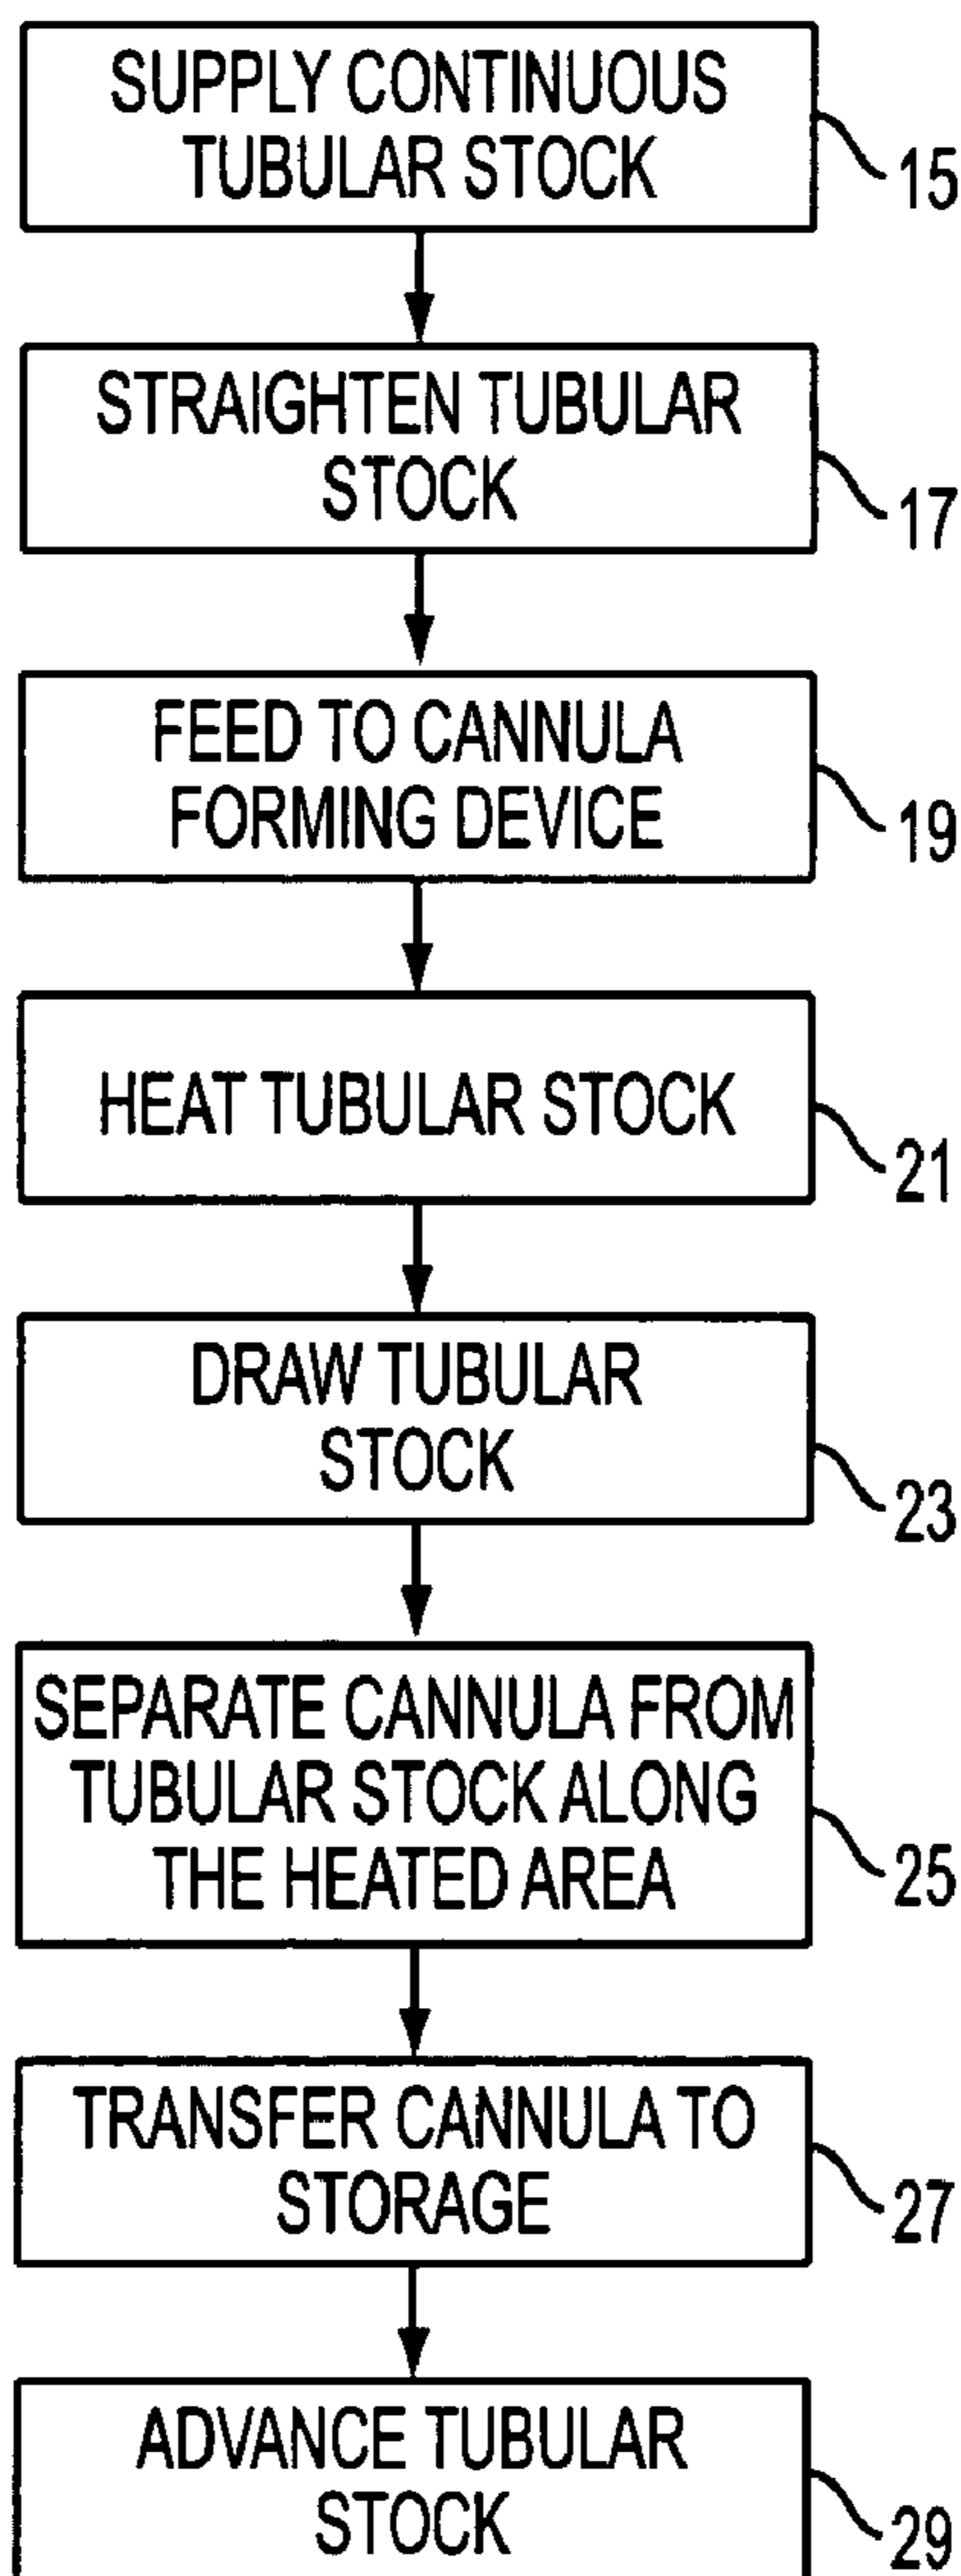 SUPPLY CONTINUOUS
TUBULAR STOCK
15
STRAIGHTEN TUBULAR
STOCK
17
FEED TO CANNULA
FORMING DEVICE
19
HEAT TUBULAR STOCK
21
DRAW TUBULAR
STOCK
23
SEPARATE CANNULA FROM
TUBULAR STOCK ALONG
THE HEATED AREA
25
TRANSFER CANNULA TO
STORAGE
27
ADVANCE TUBULAR
STOCK
29